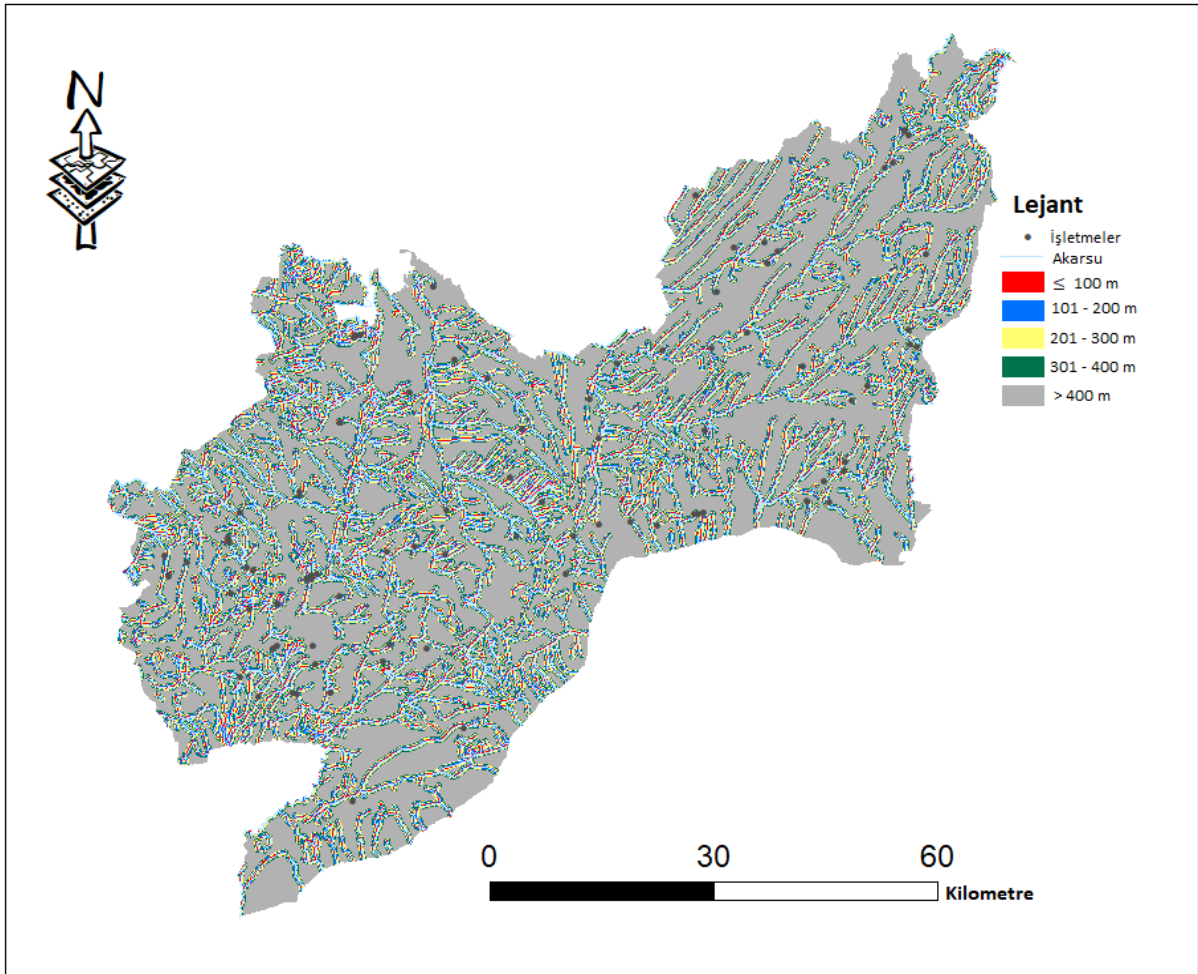 N
Lejant
İşletmeler
Akarsu
≤ 100 m
101 - 200 m
201 - 300 m
301 - 400 m
> 400 m
0 30 60
Kilometre